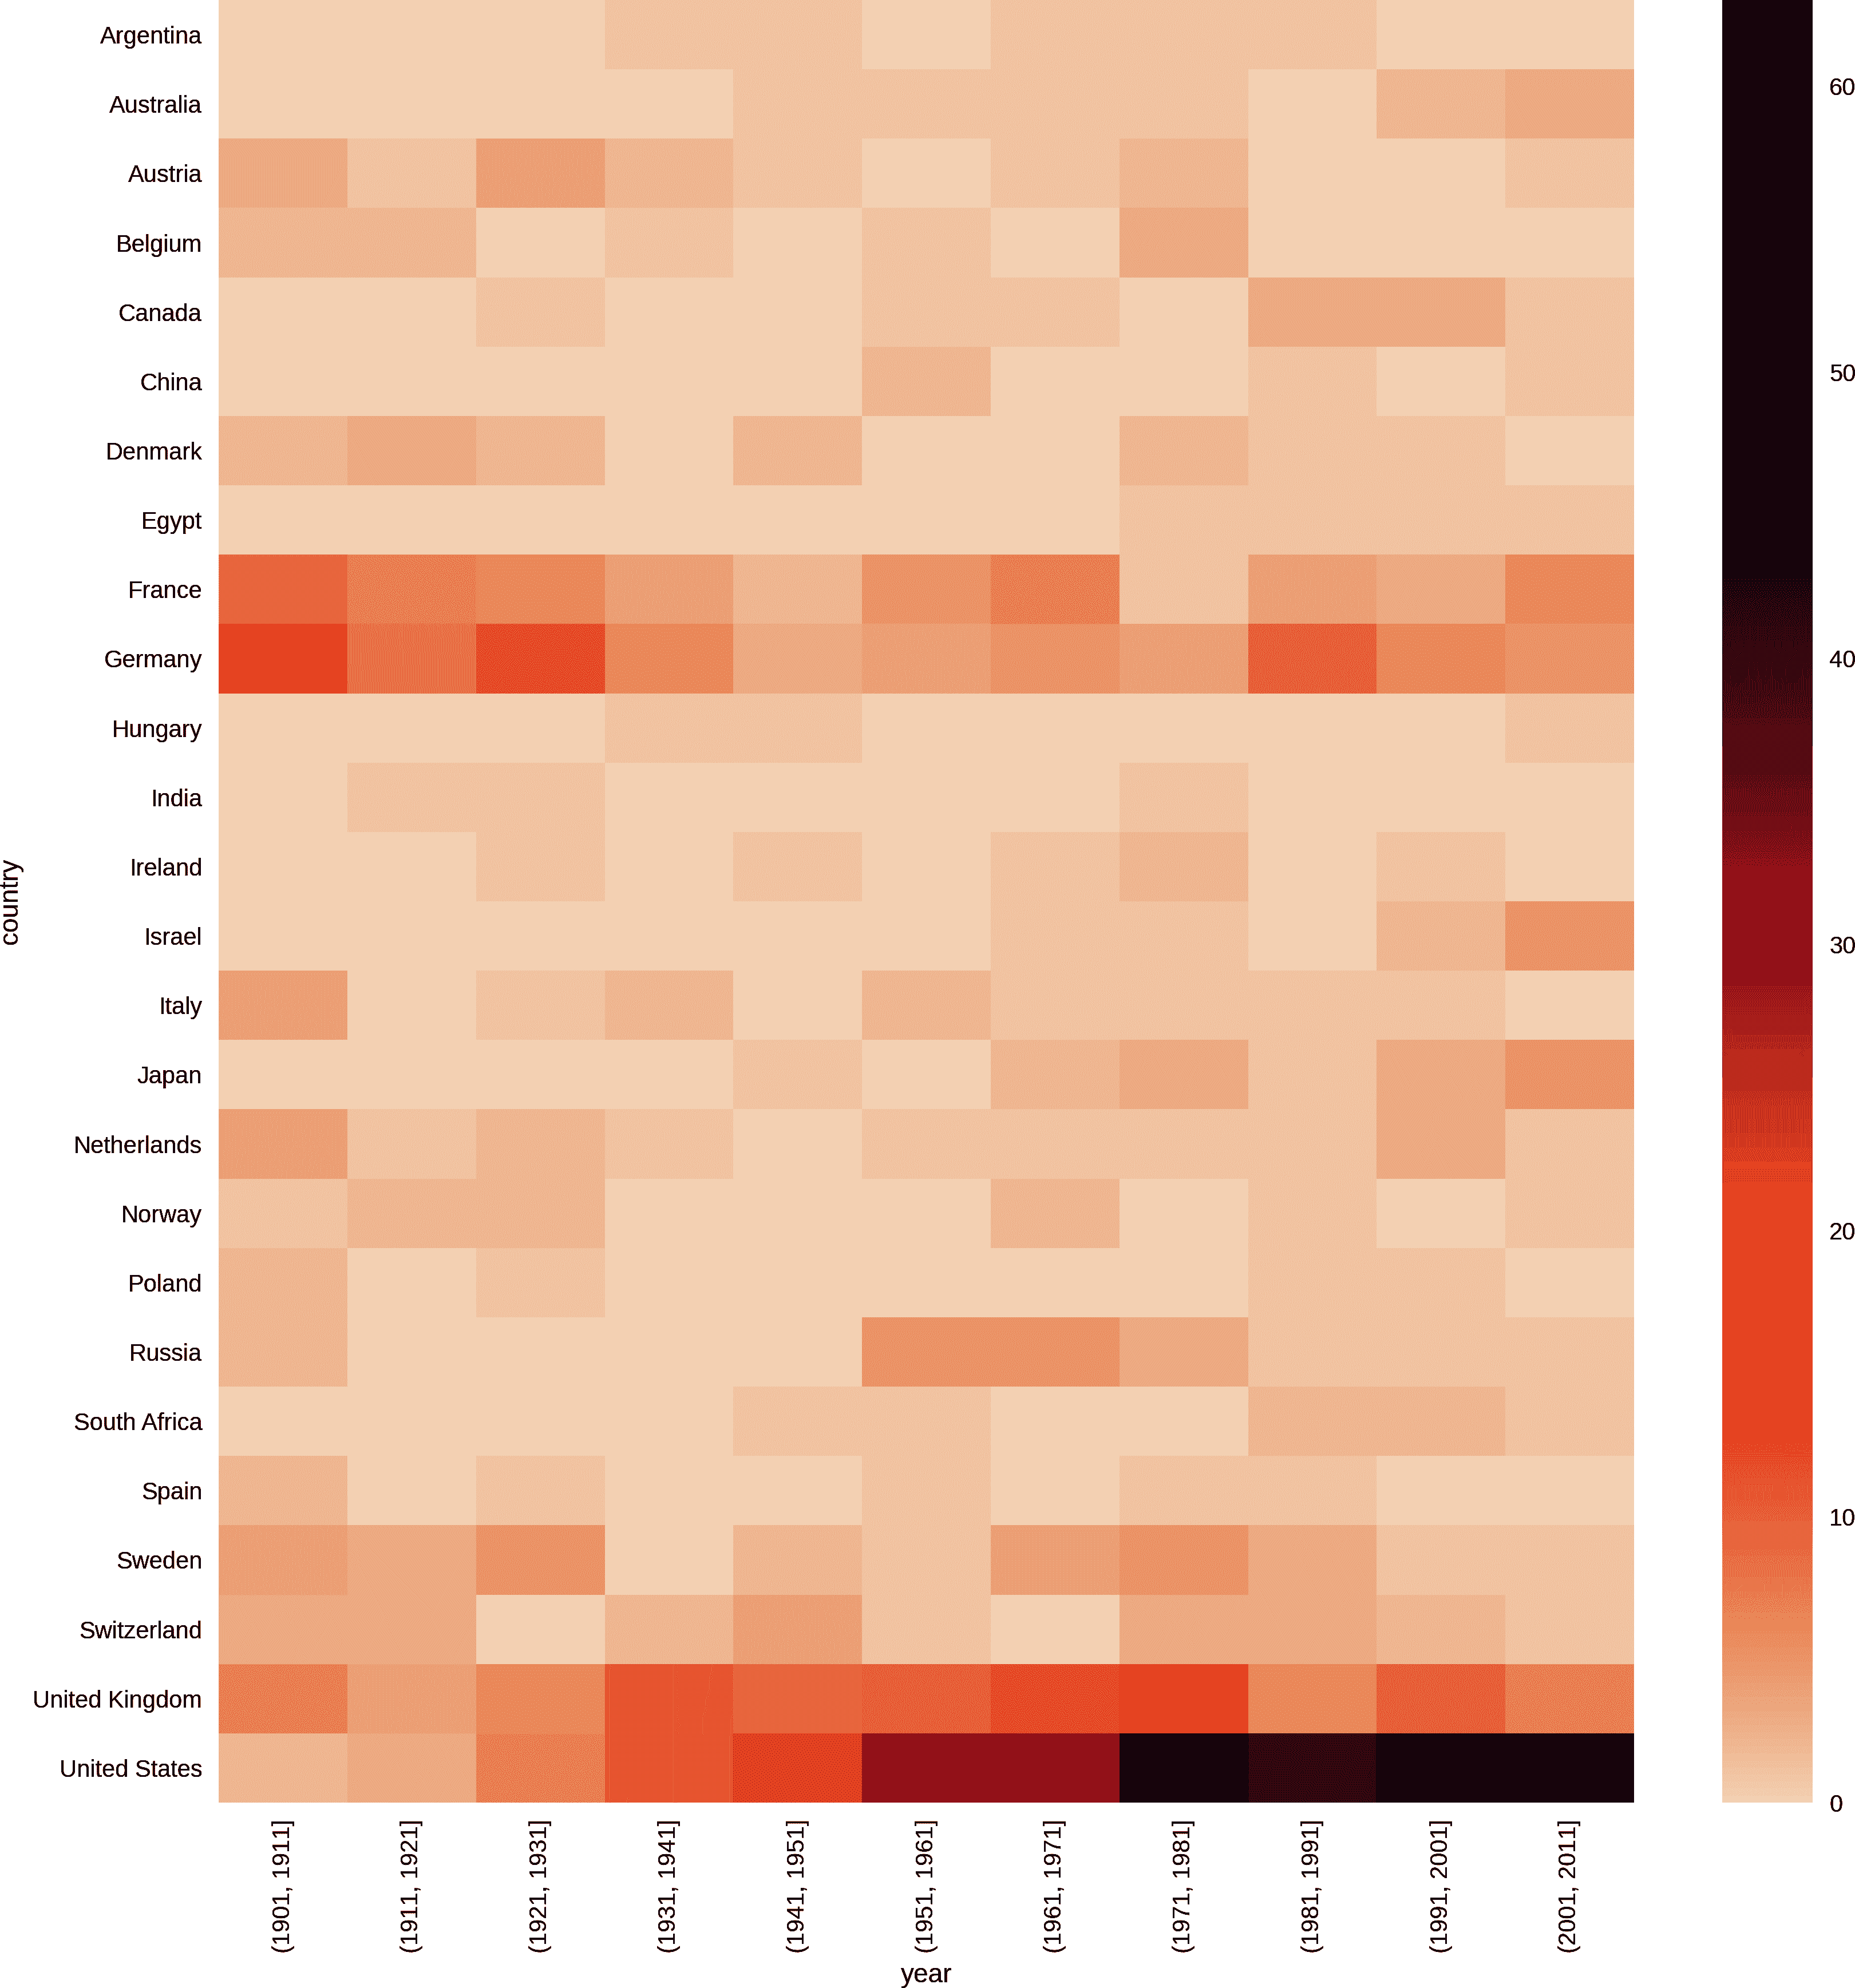 Argentina
Australia
Austria
Belgium
Canada
China
Denmark
Egypt
France
Germany
Hungary
India
Ireland
Israel
Italy
Japan
Netherlands
Norway
Poland
Russia
South Africa
Spain
Sweden
Switzerland
United Kingdom
United States
country
(1901, 1911]
(1911, 1921]
(1921, 1931]
(1931, 1941]
(1941, 1951]
(1951, 1961]
(1961, 1971]
(1971, 1981]
(1981, 1991]
(1991, 2001]
(2001, 2011]
year
60
50
40
30
20
10
0